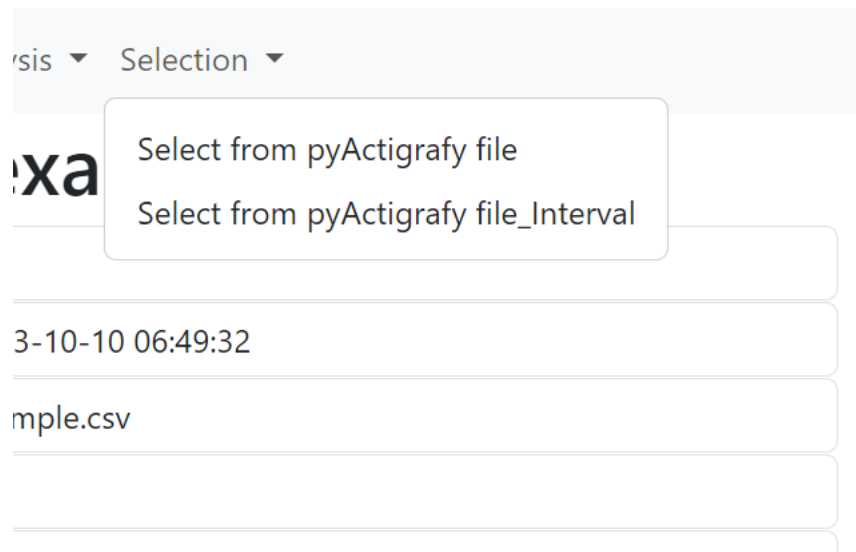 ysis Selection
Select from pyActigrafy file
exa
Select from pyActigrafy file_Interval
3-10-10 06:49:32
mple.csv